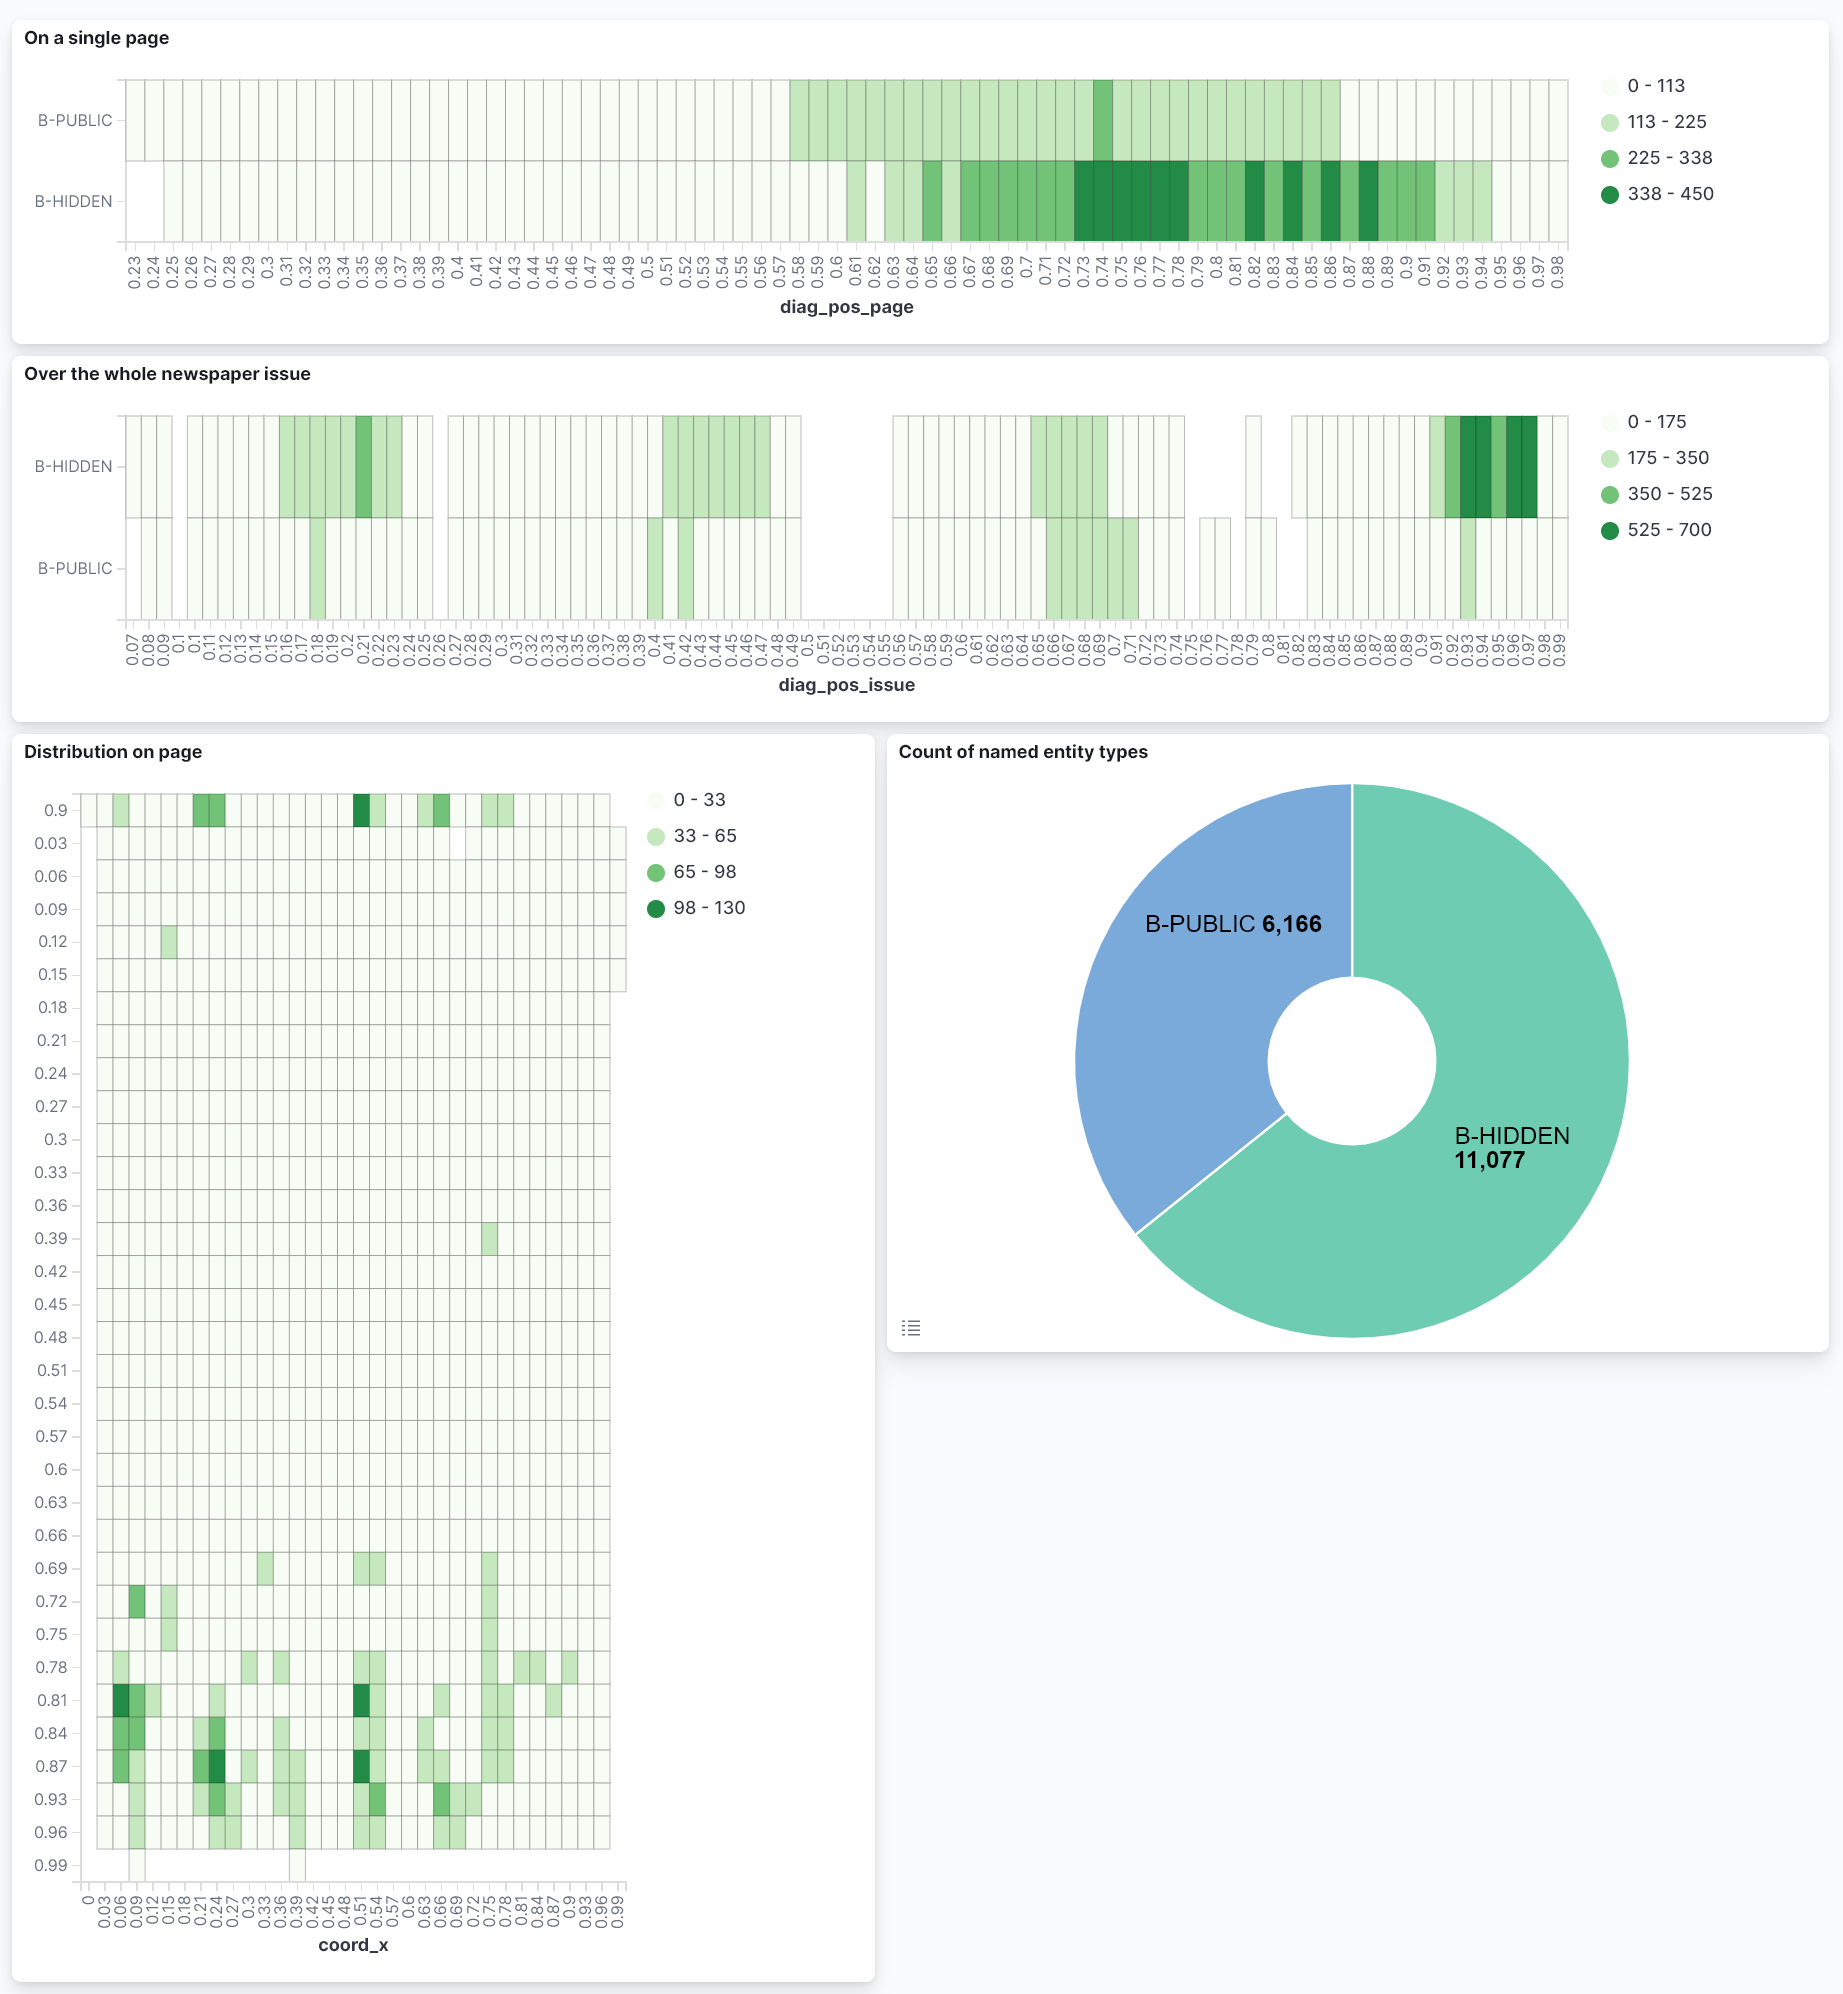 On a single page
B-PUBLIC
B-HIDDEN
0 - 113
113 - 225
225 - 338
338 - 450
0.23 0.24 0.25 0.26 0.27 0.28 0.29 0.3 0.31 0.32 0.33 0.34 0.35 0.36 0.37 0.38 0.39 0.4 0.41 0.42 0.43 0.44 0.45 0.46 0.47 0.48 0.49 0.5 0.51 0.52 0.53 0.54 0.55 0.56 0.57 0.58 0.59 0.6 0.61 0.62 0.63 0.64 0.65 0.66 0.67 0.68 0.69 0.7 0.71 0.72 0.73 0.74 0.75 0.76 0.77 0.78 0.79 0.8 0.81 0.82 0.83 0.84 0.85 0.86 0.87 0.88 0.89 0.9 0.91 0.92 0.93 0.94 0.95 0.96 0.97 0.98
diag_pos_page
Over the whole newspaper issue
B-HIDDEN
B-PUBLIC
0 - 175
175 - 350
350 - 525
525 - 700
0.07 0.08 0.09 0.1 0.1 0.11 0.12 0.13 0.14 0.15 0.16 0.17 0.18 0.19 0.2 0.21 0.22 0.23 0.24 0.25 0.26 0.27 0.28 0.29 0.3 0.31 0.32 0.33 0.34 0.35 0.36 0.37 0.38 0.39 0.4 0.41 0.42 0.43 0.44 0.45 0.46 0.47 0.48 0.49 0.5 0.51 0.52 0.53 0.54 0.55 0.56 0.57 0.58 0.59 0.6 0.61 0.62 0.63 0.64 0.65 0.66 0.67 0.68 0.69 0.7 0.71 0.72 0.73 0.74 0.75 0.76 0.77 0.78 0.79 0.8 0.81 0.82 0.83 0.84 0.85 0.86 0.87 0.88 0.89 0.9 0.91 0.92 0.93 0.94 0.95 0.96 0.97 0.98 0.99
diag_pos_issue
Distribution on page
0.9
0.03
0.06
0.09
0.12
0.15
0.18
0.21
0.24
0.27
0.3
0.33
0.36
0.39
0.42
0.45
0.48
0.51
0.54
0.57
0.6
0.63
0.66
0.69
0.72
0.75
0.78
0.81
0.84
0.87
0.93
0.96
0.99
0 - 33
33 - 65
65 - 98
98 - 130
0 0.03 0.06 0.09 0.12 0.15 0.18 0.21 0.24 0.27 0.3 0.33 0.36 0.39 0.42 0.45 0.48 0.51 0.54 0.57 0.6 0.63 0.66 0.69 0.72 0.75 0.78 0.81 0.84 0.87 0.9 0.93 0.96 0.99
coord_x
Count of named entity types
B-PUBLIC 6,166
B-HIDDEN
11,077